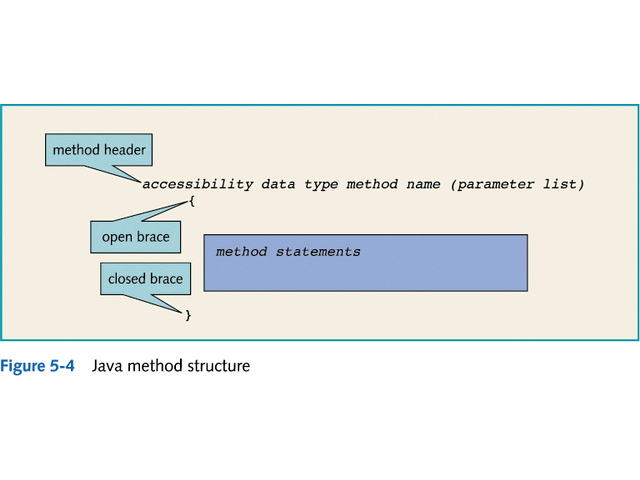 method header
accessibility data type method name (parameter list)
{
open brace
method statements
closed brace
}
Figure 5-4 Java method structure